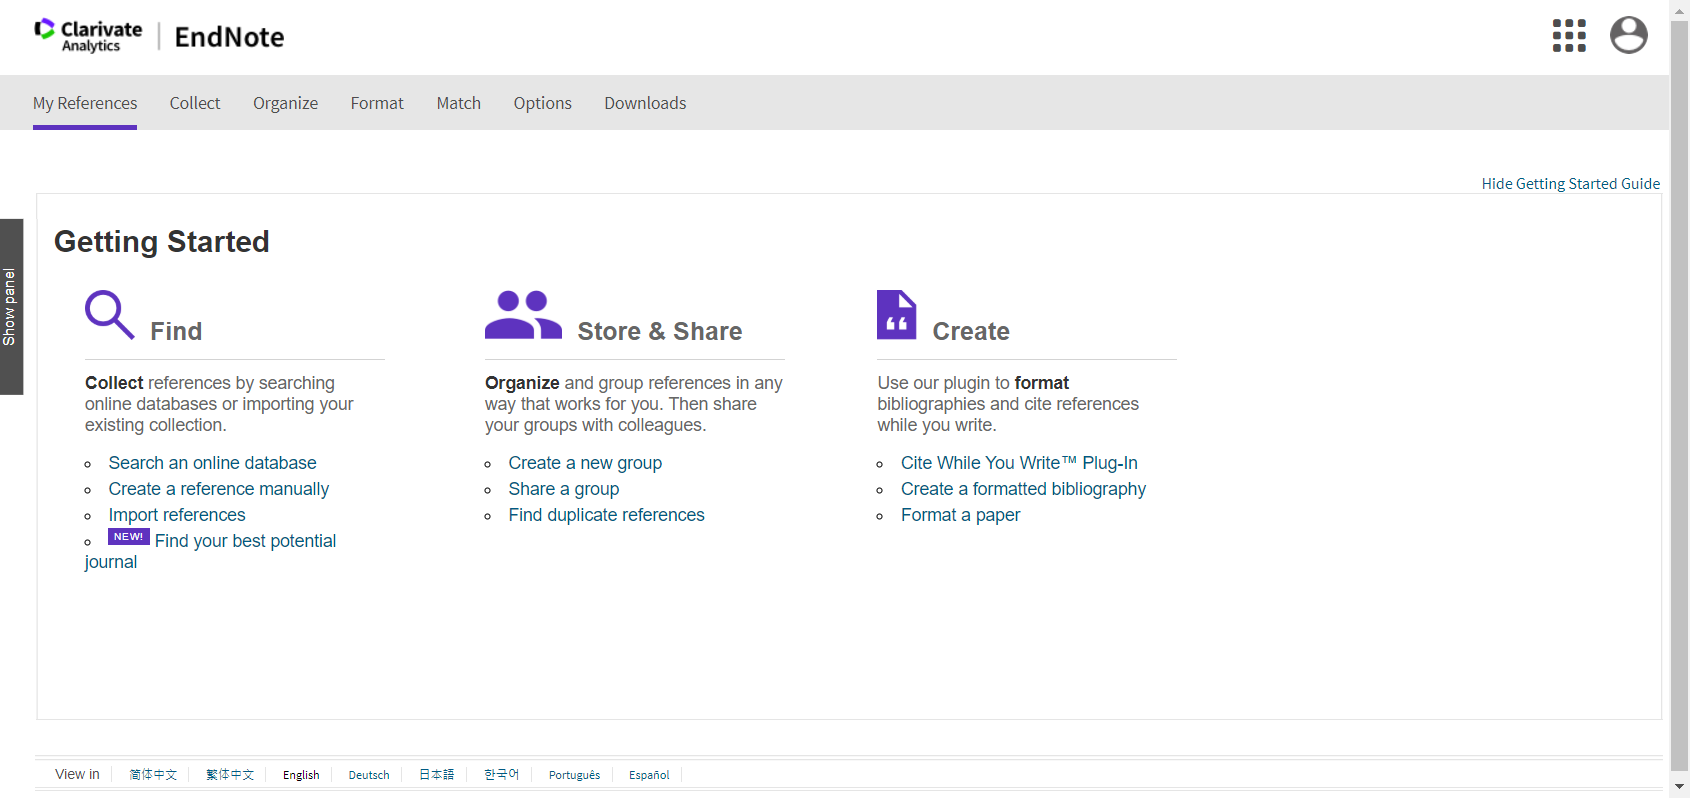 Clarivate
Analytics
EndNote
My References Collect Organize Format Match Options Downloads
Hide Getting Started Guide
Show panel
Getting Started
Find
Collect references by searching
online databases or importing your
existing collection.
Search an online database
Create a reference manually
Import references
NEW! Find your best potential
journal
Store & Share
Organize and group references in any
way that works for you. Then share
your groups with colleagues.
Create a new group
Share a group
Find duplicate references
Create
Use our plugin to format
bibliographies and cite references
while you write.
Cite While You Write™ Plug-In
Create a formatted bibliography
Format a paper
View in 简体中文 繁体中文 English Deutsch 日本語 한국어 Português Español